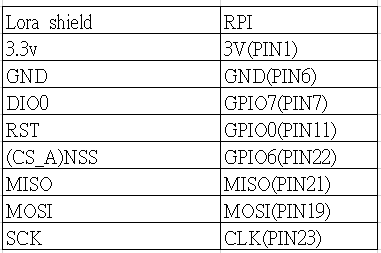 Lora shield RPI
3.3v 3V(PIN1)
GND GND(PIN6)
DIO0 GPIO7(PIN7)
RST GPIO0(PIN11)
(CS_A)NSS GPIO6(PIN22)
MISO MISO(PIN21)
MOSI MOSI(PIN19)
SCK CLK(PIN23)